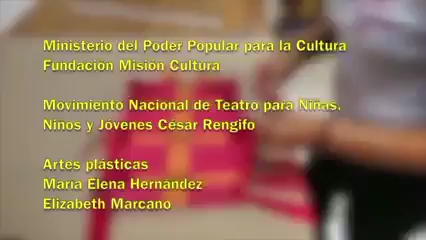 Ministerio del Poder Popular para la Cultura
Fundación Misión Cultura
Movimiento Nacional de Teatro para Niñas,
Niños y Jóvenes César Rengifo
Artes plásticas
María Elena Hernández
Elizabeth Marcano